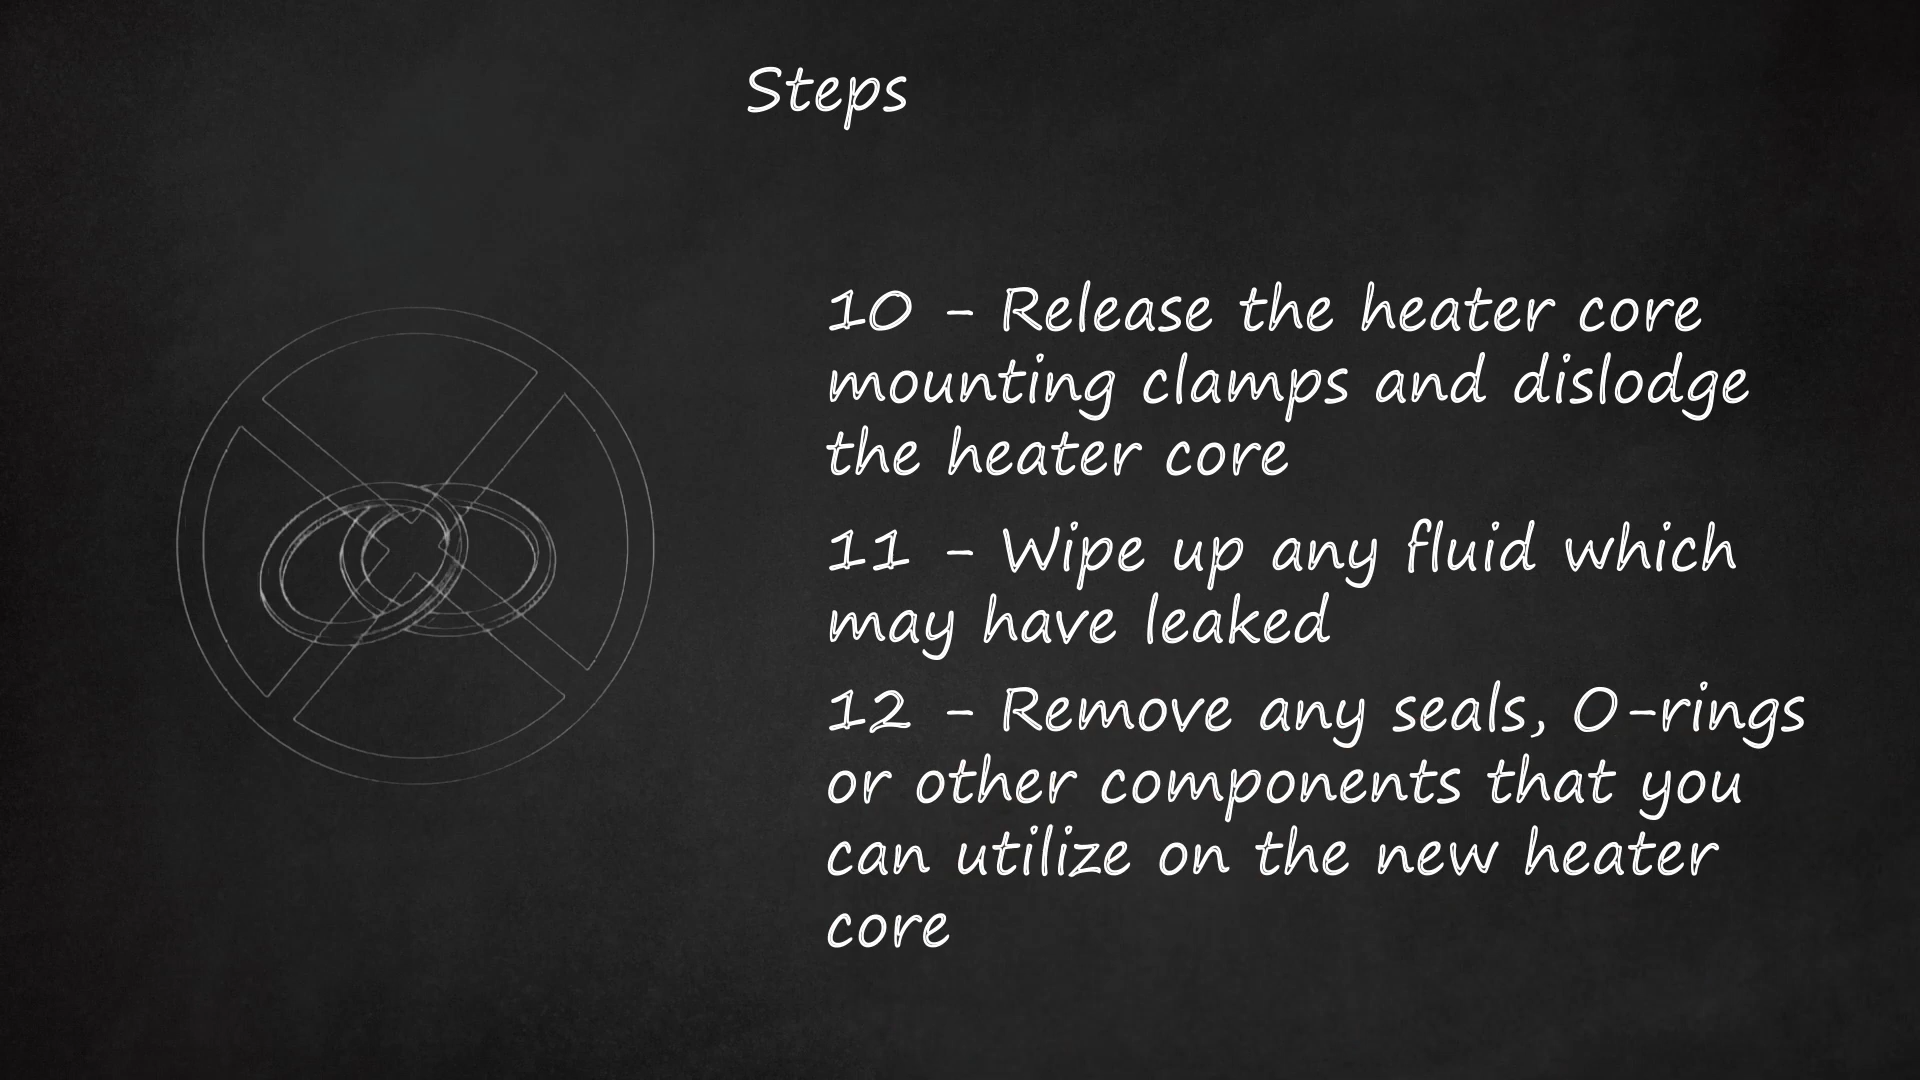 Steps
10 - Release the heater core
mounting clamps and dislodge
the heater core
11 - Wipe up any fluid which
may have leaked
12 - Remove any seals, O-rings
or other components that you
can utilize on the new heater
core